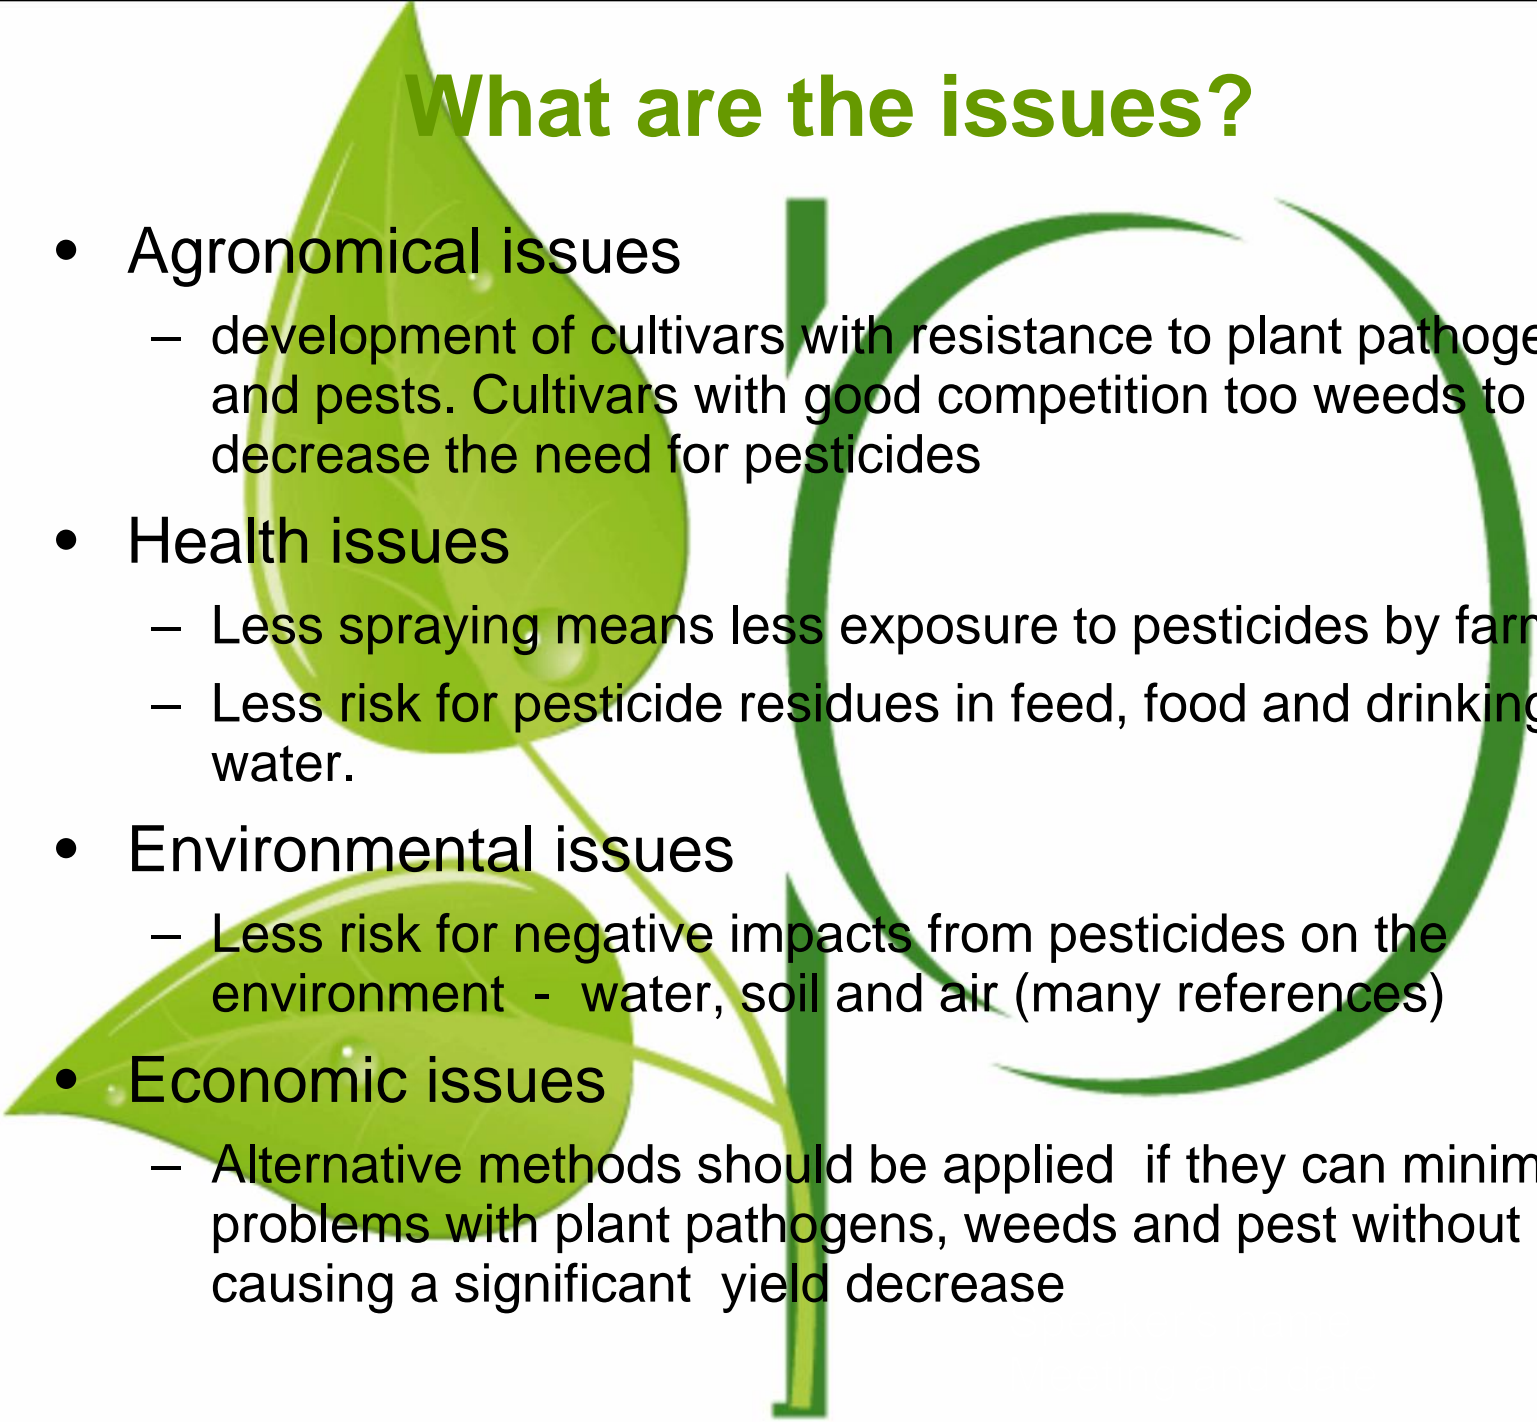 What are the issues?
• Agronomical issues
– development of cultivars with resistance to plant
and pests. Cultivars with good competition too weeds to
decrease the need for pesticides
• Health issues
– Less spraying means less exposure to pesticides by
– Less risk for pesticide residues in feed, food and drinking
water.
• Environmental issues
– Less risk for negative impacts from pesticides on the
environment - water, soil and air (many references)
• Economic issues
– Alternative methods should be applied if they can
problems with plant pathogens, weeds and pest without
causing a significant yield decrease